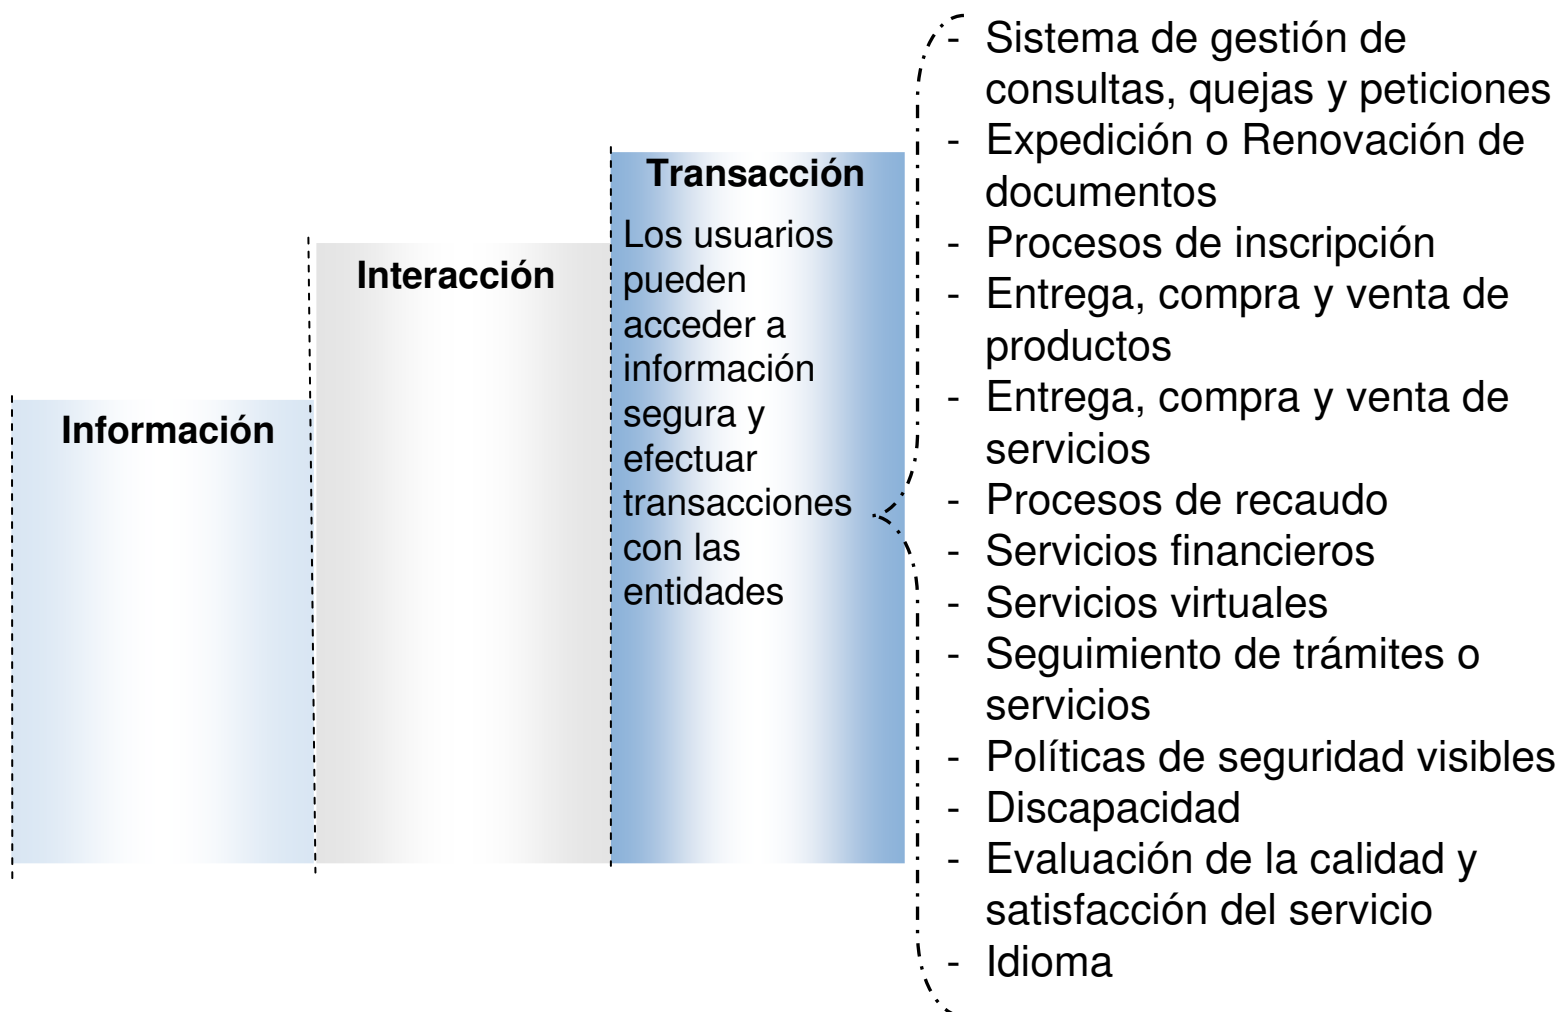 Información
Interacción
Transacción
Los usuarios
pueden
acceder a
información
segura y
efectuar
transacciones
con las
entidades
- Sistema de gestión de
consultas, quejas y peticiones
- Expedición o Renovación de
documentos
- Procesos de inscripción
- Entrega, compra y venta de
productos
- Entrega, compra y venta de
servicios
- Procesos de recaudo
- Servicios financieros
- Servicios virtuales
- Seguimiento de trámites o
servicios
- Políticas de seguridad visibles
- Discapacidad
- Evaluación de la calidad y
satisfacción del servicio
- Idioma